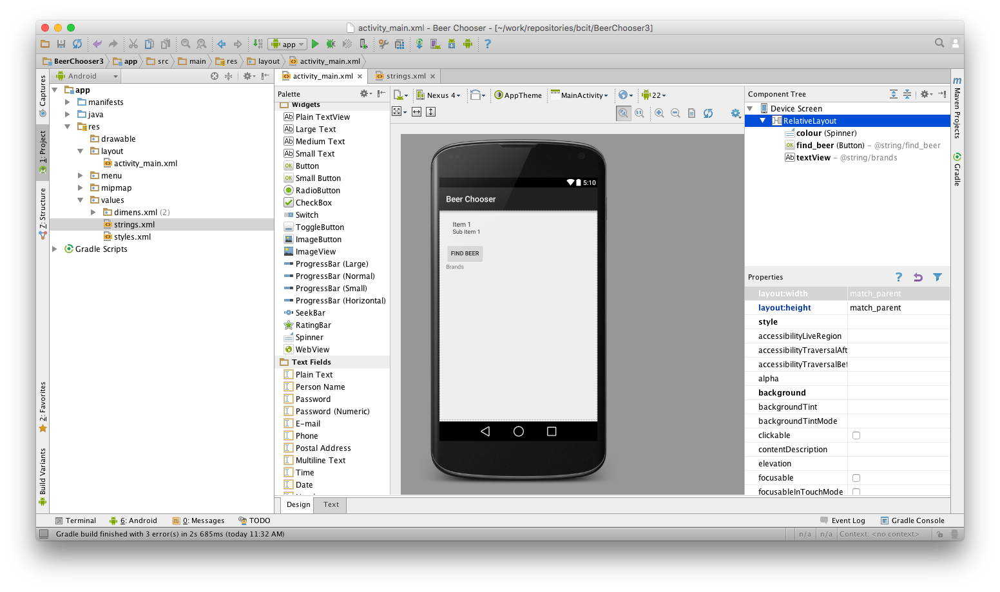 activity_main.xml - Beer Chooser - [~/work/repositories/bcit/BeerChooser3]
app
BeerChooser3 app src main res layout activity_main.xml
Captures
1: Project
Z: Structure
2: Favorites
Build Variants
Android
app
manifests
java
res
drawable
layout
activity_main.xml
menu
mipmap
values
dimens.xml (2)
strings.xml
styles.xml
Gradle Scripts
activity_main.xml strings.xml
Palette
Widgets
Plain TextView
Large Text
Medium Text
Small Text
Button
Small Button
RadioButton
CheckBox
Switch
ToggleButton
ImageButton
ImageView
ProgressBar (Large)
ProgressBar (Normal)
ProgressBar (Small)
ProgressBar (Horizontal)
SeekBar
RatingBar
Spinner
WebView
Text Fields
Plain Text
Person Name
Password
Password (Numeric)
E-mail
Phone
Postal Address
Multiline Text
Time
Date
Nexus 4 AppTheme MainActivity 22
5:10
Beer Chooser
Item 1
Sub Item 1
FIND BEER
Brands
Design Text
Component Tree
Device Screen
RelativeLayout
colour (Spinner)
find_beer (Button) – @string/find_beer
textView – @string/brands
Properties
layout:width match_parent
layout:height match_parent
style
accessibilityLiveRegion
accessibilityTraversalAft
accessibilityTraversalBef
alpha
background
backgroundTint
backgroundTintMode
clickable
contentDescription
elevation
focusable
focusableInTouchMode
Maven Projects
Gradle
Terminal 6: Android 0: Messages TODO Event Log Gradle Console
Gradle build finished with 3 error(s) in 2s 685ms (today 11:32 AM) n/a n/a Context: <no context>